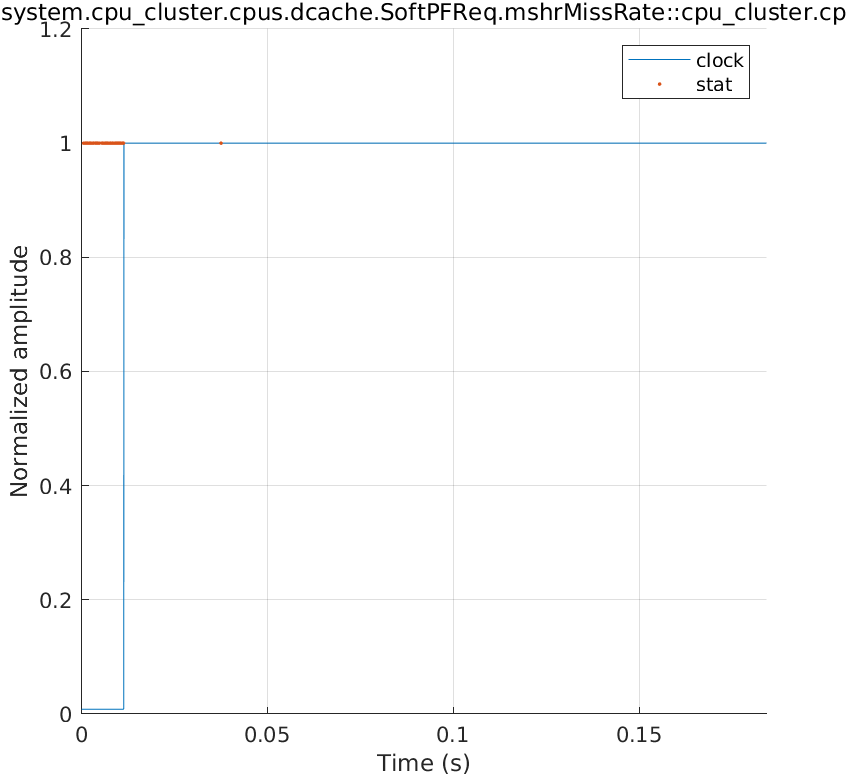 system.cpu_cluster.cpus.dcache.SoftPFReq.mshrMissRate::cpu_cluster.cp
1.2
clock
stat
1
0.8
0.6
0.4
0.2
0
Normalized amplitude
0 0.05 0.1 0.15
Time (s)